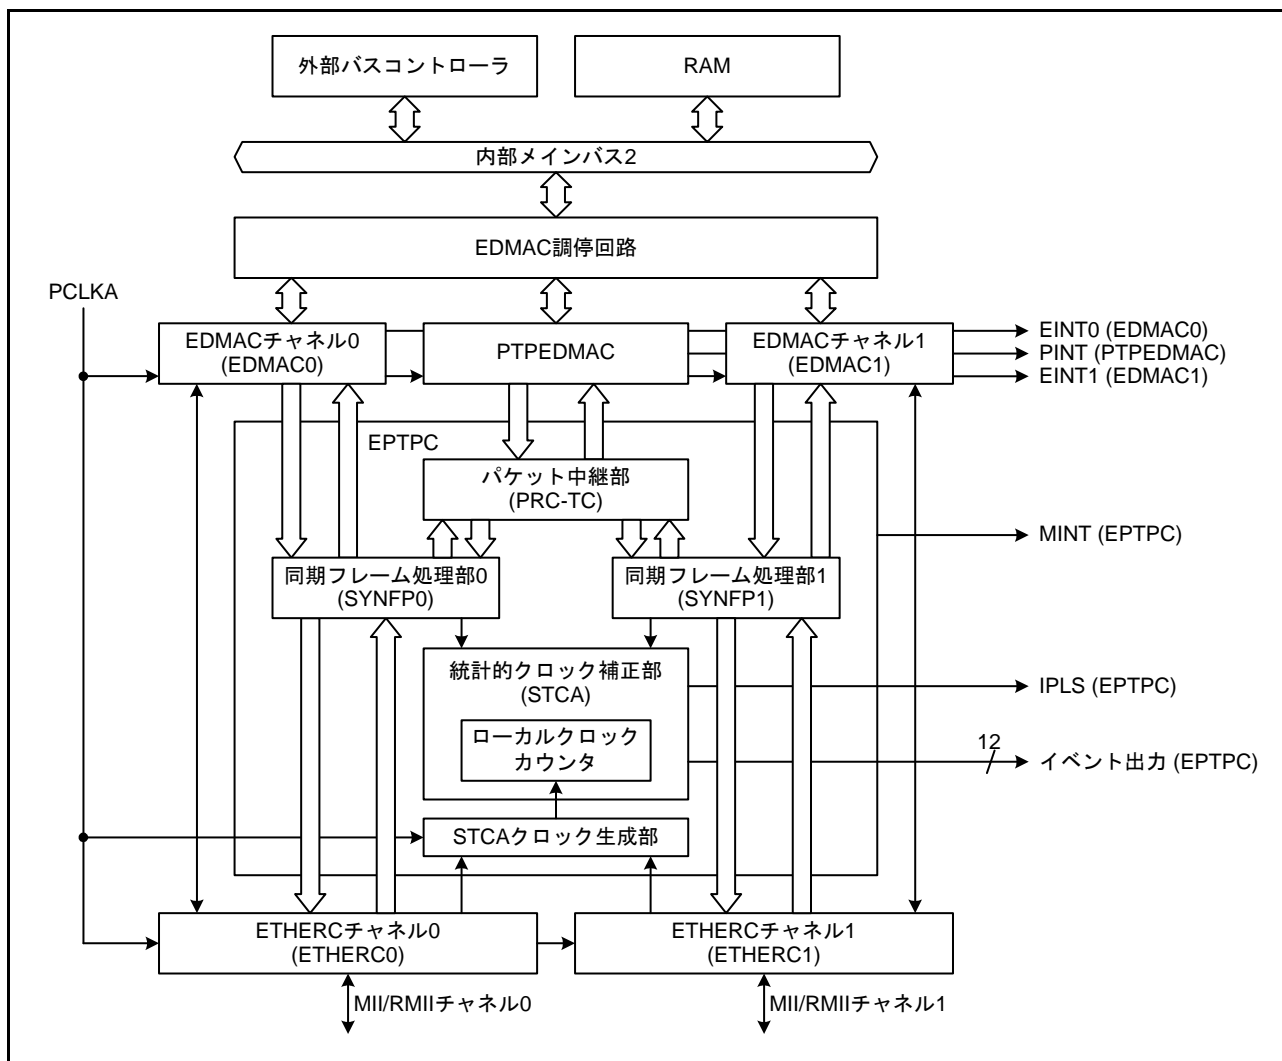 外部バスコントローラ
RAM
内部メインバス2
EDMAC調停回路
PCLKA
EDMACチャネル0
(EDMAC0)
PTPEDMAC
EDMACチャネル1
(EDMAC1)
EINT0 (EDMAC0)
PINT (PTPEDMAC)
EINT1 (EDMAC1)
EPTPC
パケット中継部
(PRC-TC)
MINT (EPTPC)
同期フレーム処理部0
(SYNFP0)
同期フレーム処理部1
(SYNFP1)
統計的クロック補正部
(STCA)
IPLS (EPTPC)
ローカルクロック
カウンタ
12
イベント出力 (EPTPC)
STCAクロック生成部
ETHERCチャネル0
(ETHERC0)
ETHERCチャネル1
(ETHERC1)
MII/RMIIチャネル0
MII/RMIIチャネル1